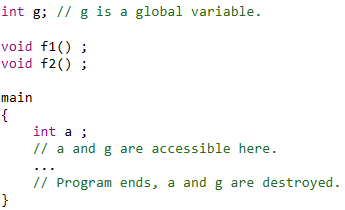 int g; // g is a global variable.
void f1() ;
void f2() ;
main
{
int a ;
// a and g are accessible here.
...
// Program ends, a and g are destroyed.
}